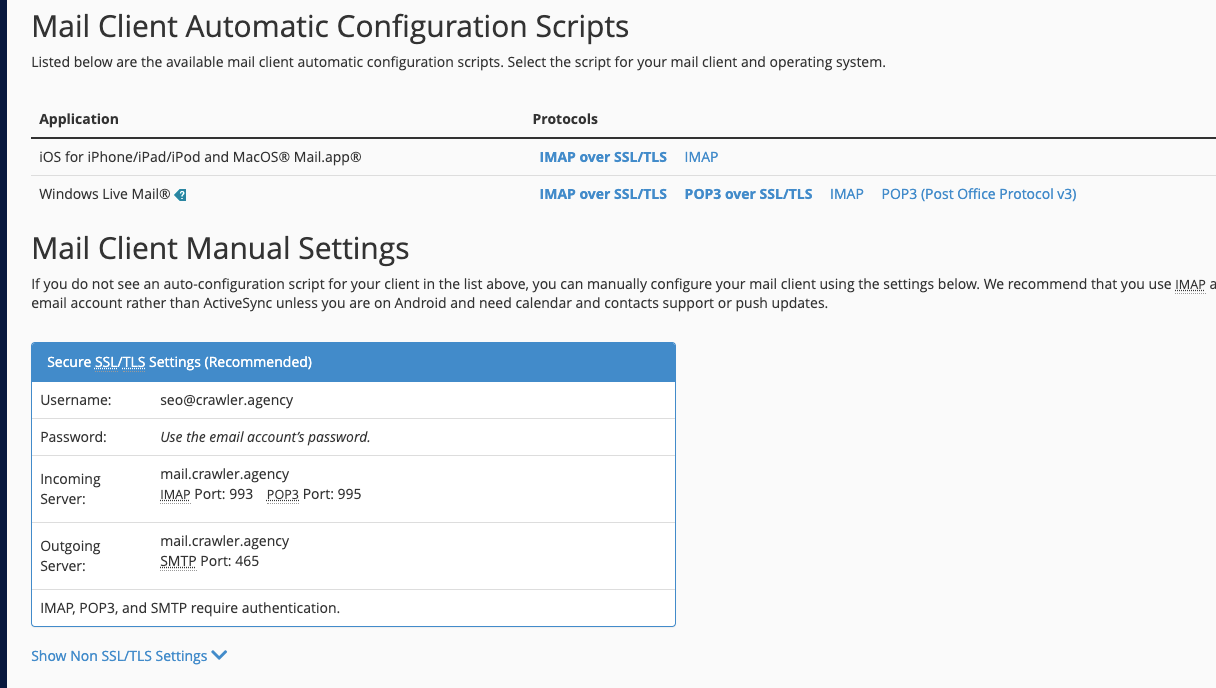 Mail Client Automatic Configuration Scripts
Listed below are the available mail client automatic configuration scripts. Select the script for your mail client and operating system.
Application Protocols
iOS for iPhone/iPad/iPod and MacOS® Mail.app® IMAP over SSL/TLS IMAP
Windows Live Mail® ? IMAP over SSL/TLS POP3 over SSL/TLS IMAP POP3 (Post Office Protocol v3)
Mail Client Manual Settings
If you do not see an auto-configuration script for your client in the list above, you can manually configure your mail client using the settings below. We recommend that you use IMAP a
email account rather than ActiveSync unless you are on Android and need calendar and contacts support or push updates.
Secure SSL/TLS Settings (Recommended)
Username: seo@crawler.agency
Password: Use the email account’s password.
Incoming Server: mail.crawler.agency
IMAP Port: 993 POP3 Port: 995
Outgoing Server: mail.crawler.agency
SMTP Port: 465
IMAP, POP3, and SMTP require authentication.
Show Non SSL/TLS Settings